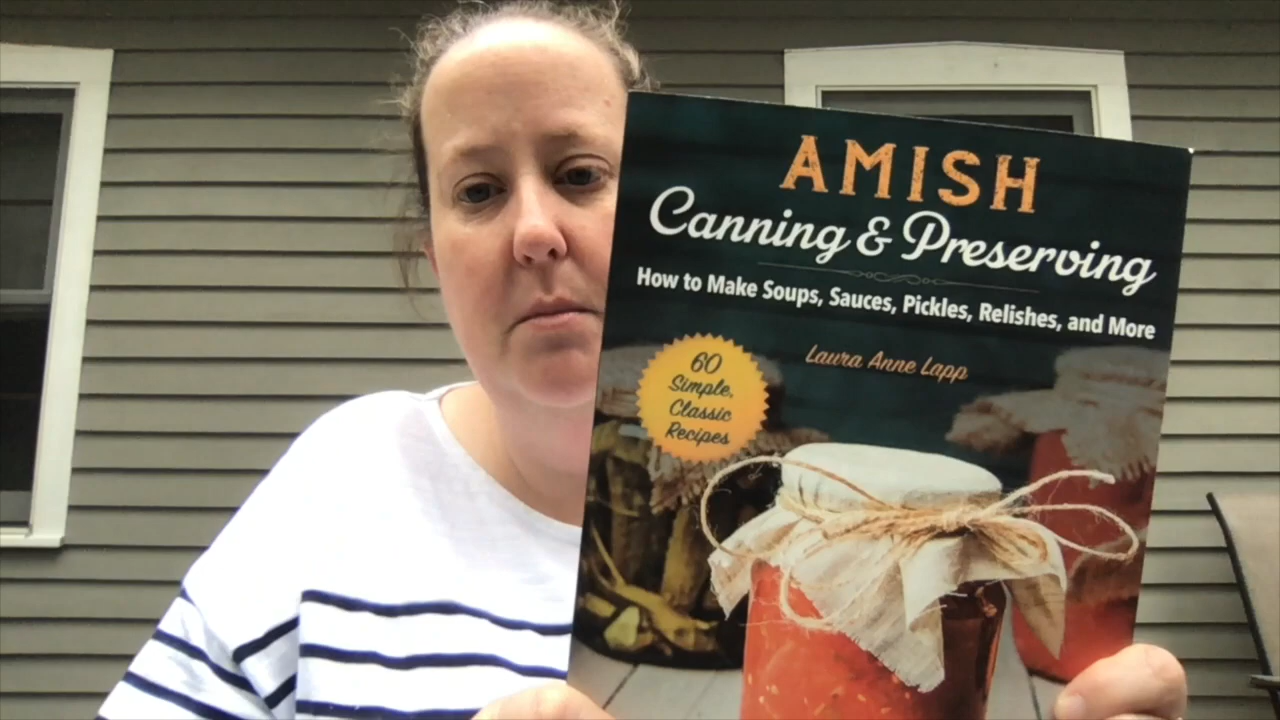 AMISH
Canning & Preserving
How to Make Soups, Sauces, Pickles, Relishes, and More
Laura Anne Lapp
60
Simple,
Classic
Recipes